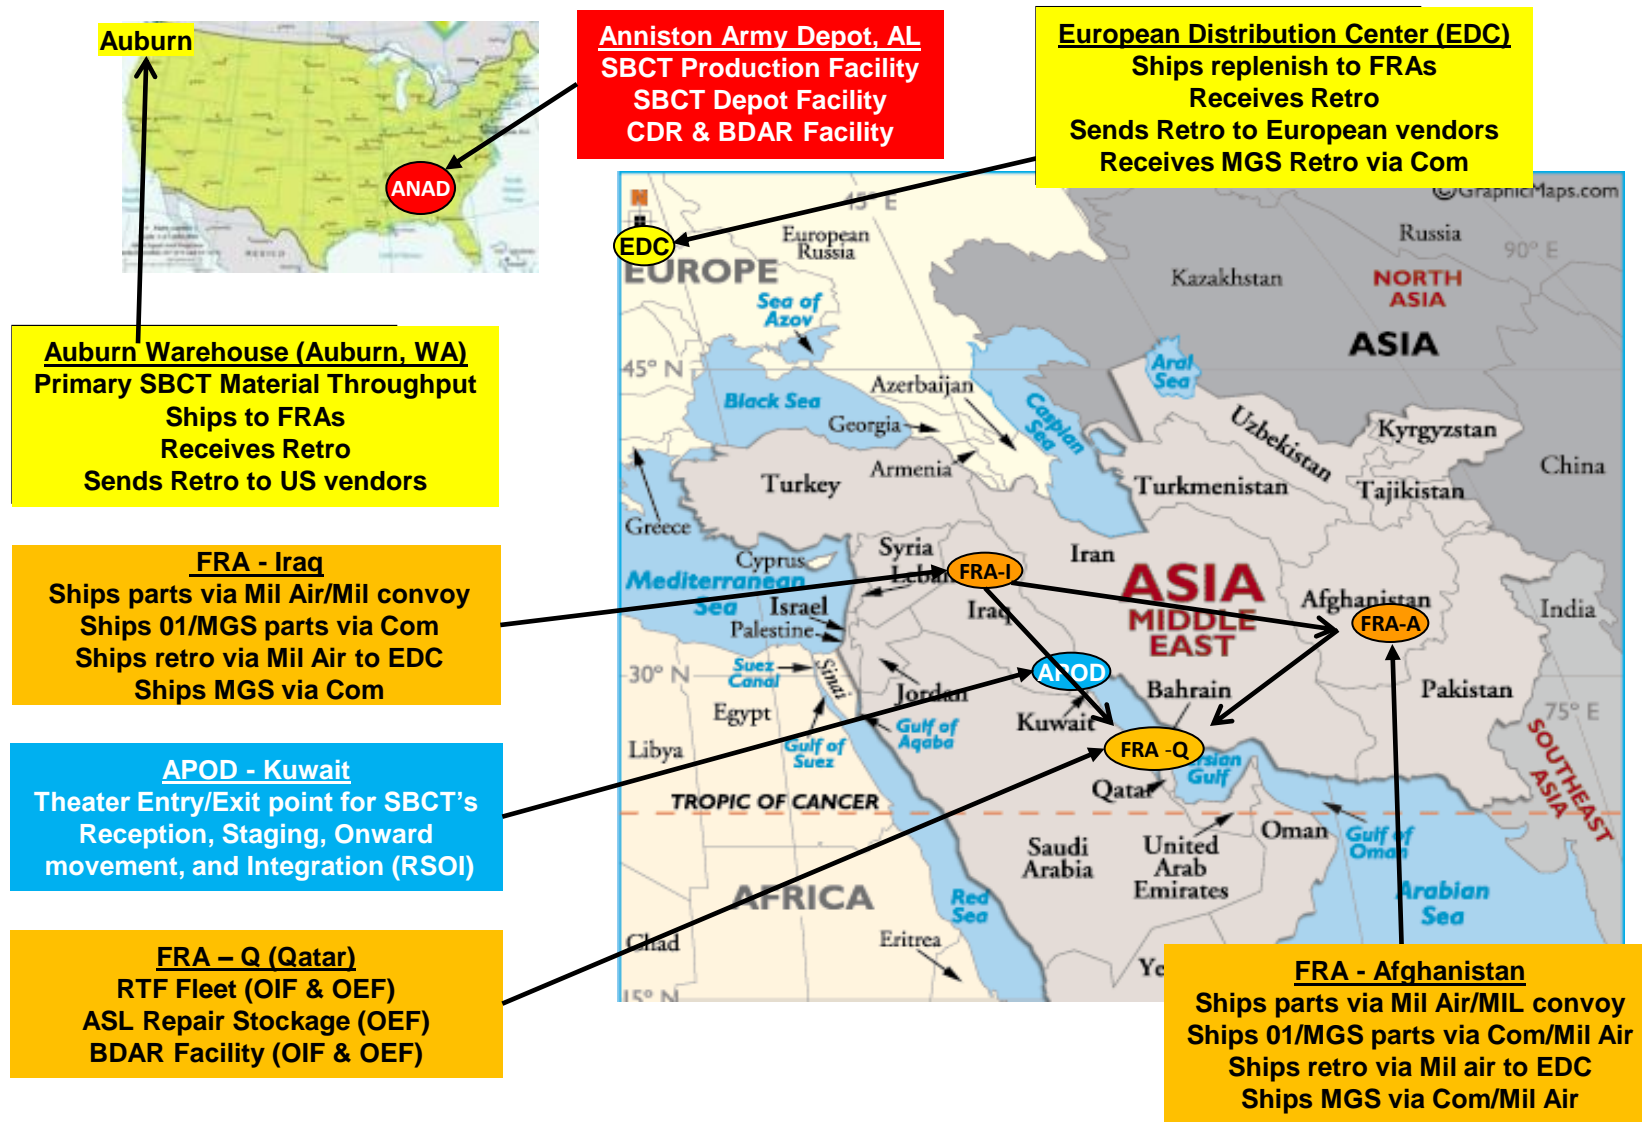 Auburn
ANAD
Anniston Army Depot, AL
SBCT Production Facility
SBCT Depot Facility
CDR & BDAR Facility
European Distribution Center (EDC)
Ships replenish to FRAs
Receives Retro
Sends Retro to European vendors
Receives MGS Retro via Com
Auburn Warehouse (Auburn, WA)
Primary SBCT Material Throughput
Ships to FRAs
Receives Retro
Sends Retro to US vendors
FRA - Iraq
Ships parts via Mil Air/Mil convoy
Ships 01/MGS parts via Com
Ships retro via Mil Air to EDC
Ships MGS via Com
APOD - Kuwait
Theater Entry/Exit point for SBCT's
Reception, Staging, Onward
movement, and Integration (RSOI)
FRA – Q (Qatar)
RTF Fleet (OIF & OEF)
ASL Repair Stockage (OEF)
BDAR Facility (OIF & OEF)
FRA - Afghanistan
Ships parts via Mil Air/MIL convoy
Ships 01/MGS parts via Com/Mil Air
Ships retro via Mil air to EDC
Ships MGS via Com/Mil Air
©GraphicMaps.com
N
45° E
90° E
European
Russia
Russia
EDC
EUROPE
Kazakhstan
NORTH
ASIA
Sea of
Azov
ASIA
45° N
Aral
Sea
Black Sea
Azerbaijan
Caspian
Sea
Georgia
Uzbekistan
Kyrgyzstan
Armenia
Turkey
Turkmenistan
Tajikistan
China
Greece
Cyprus
Syria
Iran
FRA-I
Mediterranean
Sea
ASIA
MIDDLE
EAST
Israel
Iraq
Afghanistan
FRA-A
India
Palestine
30° N
Suez
Canal
Sinai
APOD
Jordan
Bahrain
Pakistan
Egypt
Kuwait
75° E
Libya
Gulf of
Suez
Gulf of
Aqaba
FRA -Q
Gulf
SOUTHEAST
ASIA
Qatar
TROPIC OF CANCER
Saudi
Arabia
United
Arab
Emirates
Oman
Gulf of
Oman
AFRICA
Red
Sea
Arabian
Sea
Chad
Eritrea
15° N